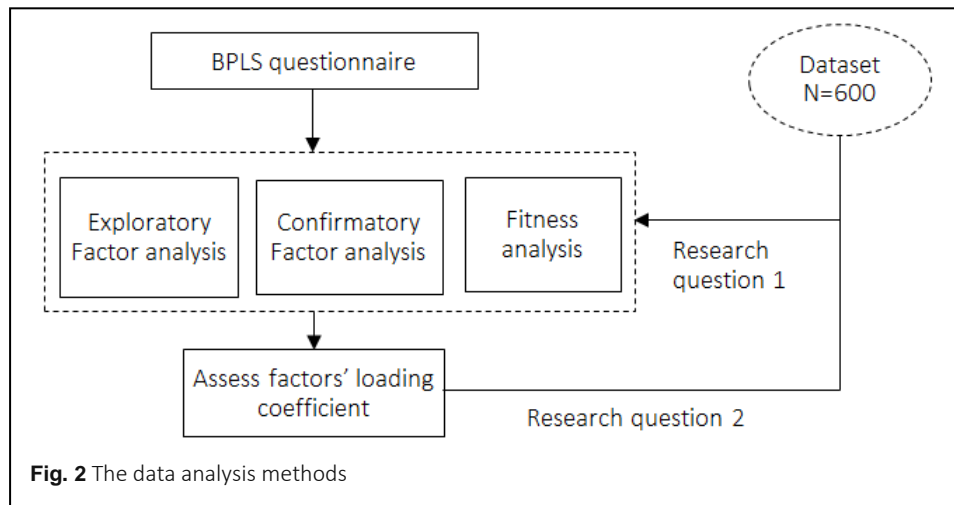 BPLS questionnaire
Dataset
N=600
Exploratory
Factor analysis
Confirmatory
Factor analysis
Fitness
analysis
Research
question 1
Assess factors’ loading
coefficient
Research question 2
Fig. 2 The data analysis methods